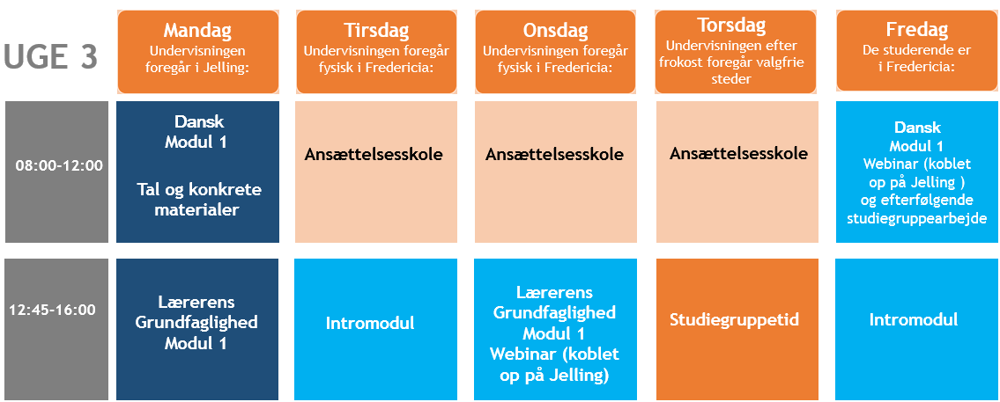 UGE 3
Mandag
Undervisningen
foregår i Jelling:
Tirsdag
Undervisningen foregår
fysisk i Fredericia:
Onsdag
Undervisningen foregår
fysisk i Fredericia:
Torsdag
Undervisningen efter
frokost foregår valgfrie
steder
Fredag
De studerende er
i Fredericia:
08:00-12:00
Dansk
Modul 1
Tal og konkrete
materialer
Ansættelsesskole
Ansættelsesskole
Ansættelsesskole
Dansk
Modul 1
Webinar (koblet
op på Jelling )
og efterfølgende
studiegruppearbejde
12:45-16:00
Lærerens
Grundfaglighed
Modul 1
Intromodul
Lærerens
Grundfaglighed
Modul 1
Webinar (koblet
op på Jelling)
Studiegruppetid
Intromodul